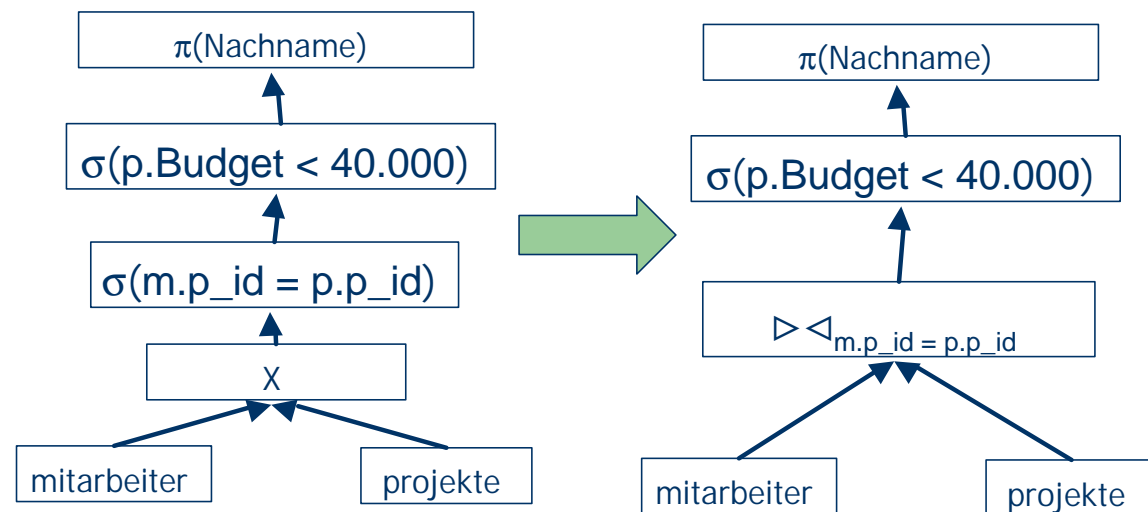 π(Nachname)
σ(p.Budget < 40.000)
σ(m.p_id = p.p_id)
X
mitarbeiter
projekte
π(Nachname)
σ(p.Budget < 40.000)
▷◁m.p_id = p.p_id
mitarbeiter
projekte